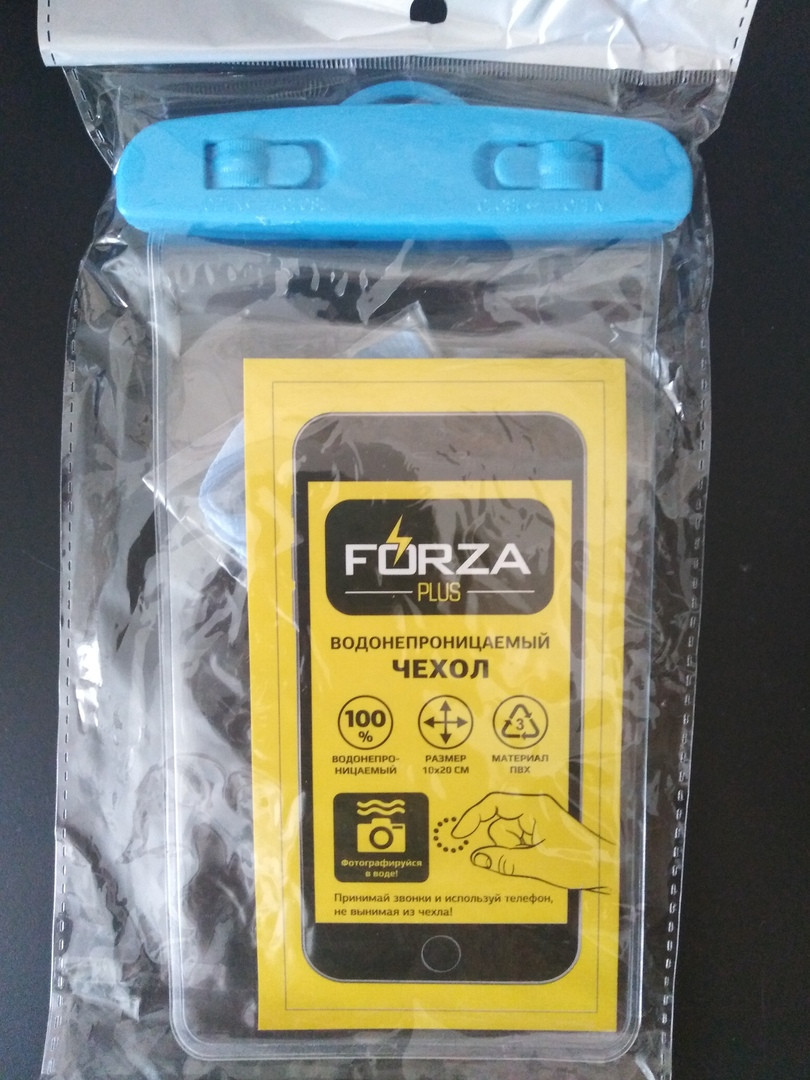 FORZA
PLUS
ВОДОНЕПРОНИЦАЕМЫЙ
ЧЕХОЛ
100
%
ВОДОНЕПРО-
НИЦАЕМЫЙ
РАЗМЕР
10x20 СМ
3
МАТЕРИАЛ
ПВХ
Фотографируйся
в воде!
Принимай звонки и используй телефон,
не вынимая из чехла!